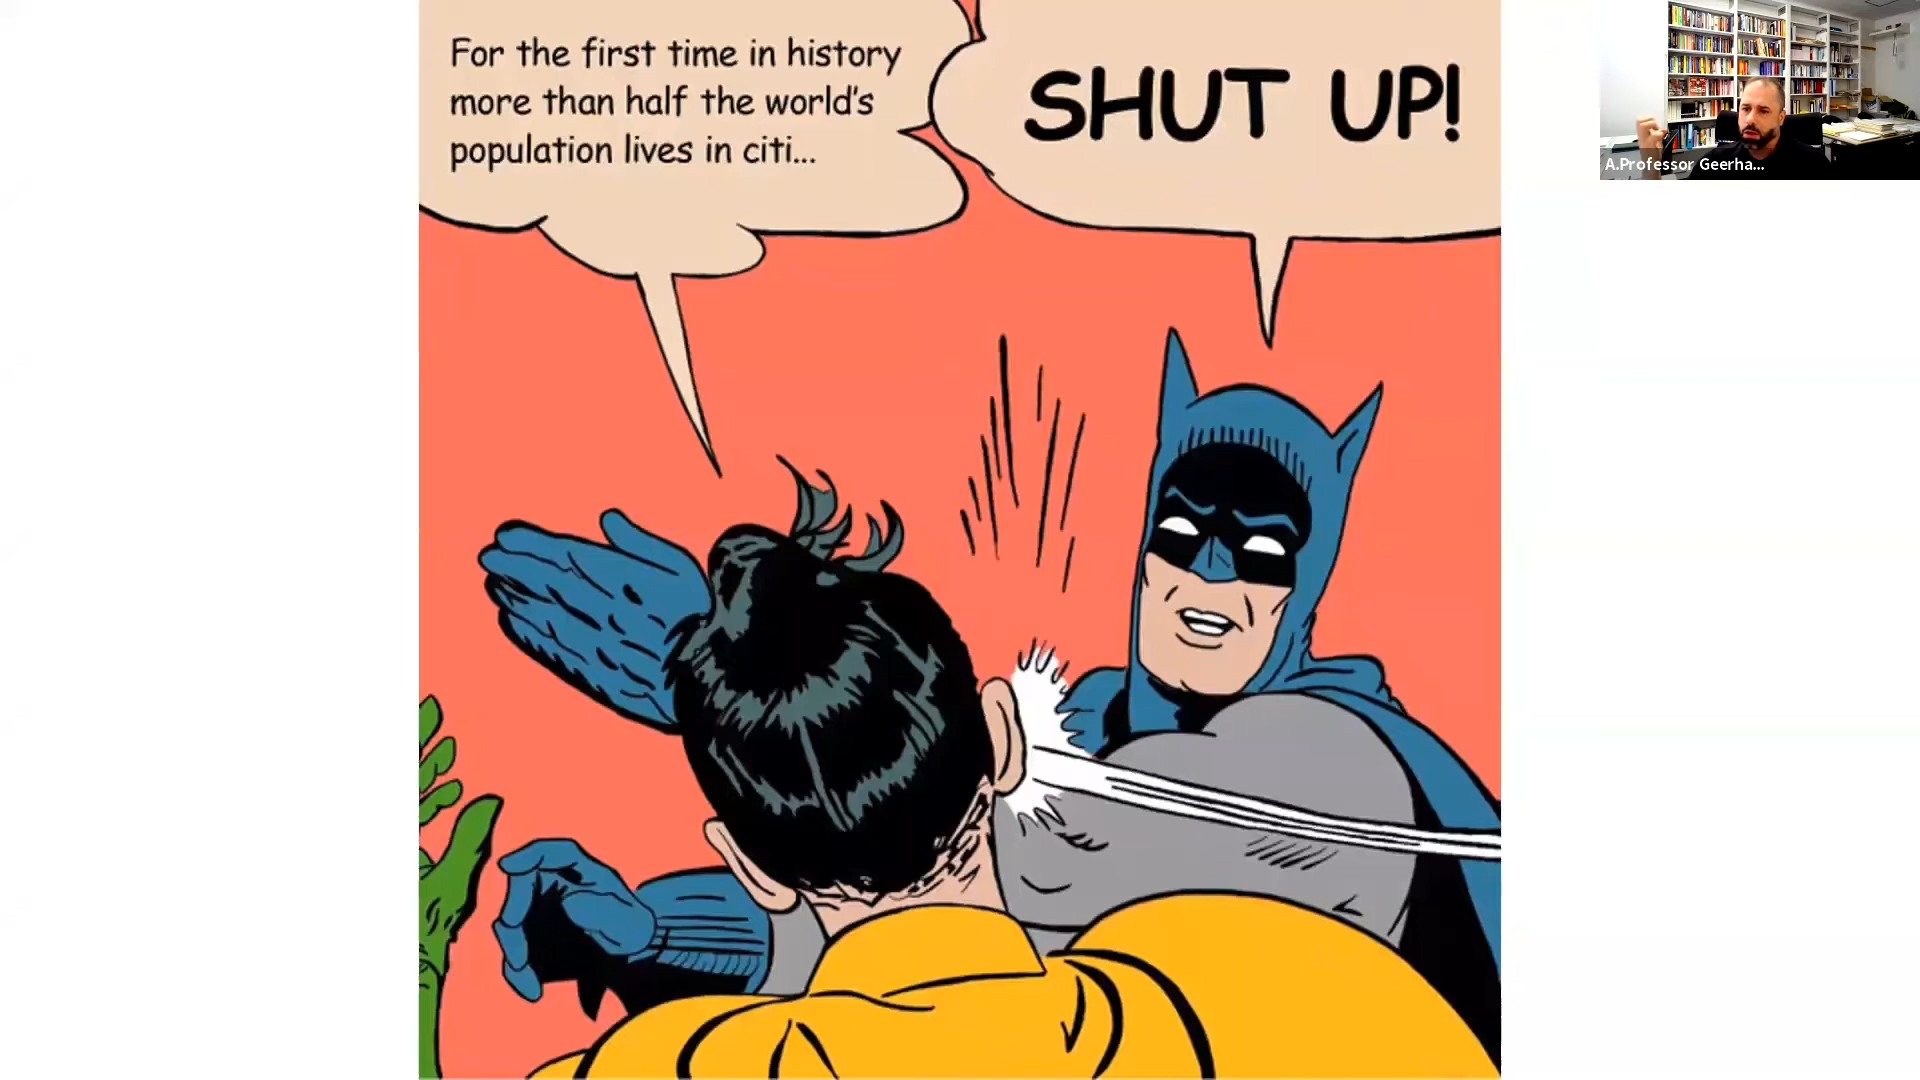 For the first time in history
more than half the world's
population lives in citi...
SHUT UP!
A.Professor Geerha...